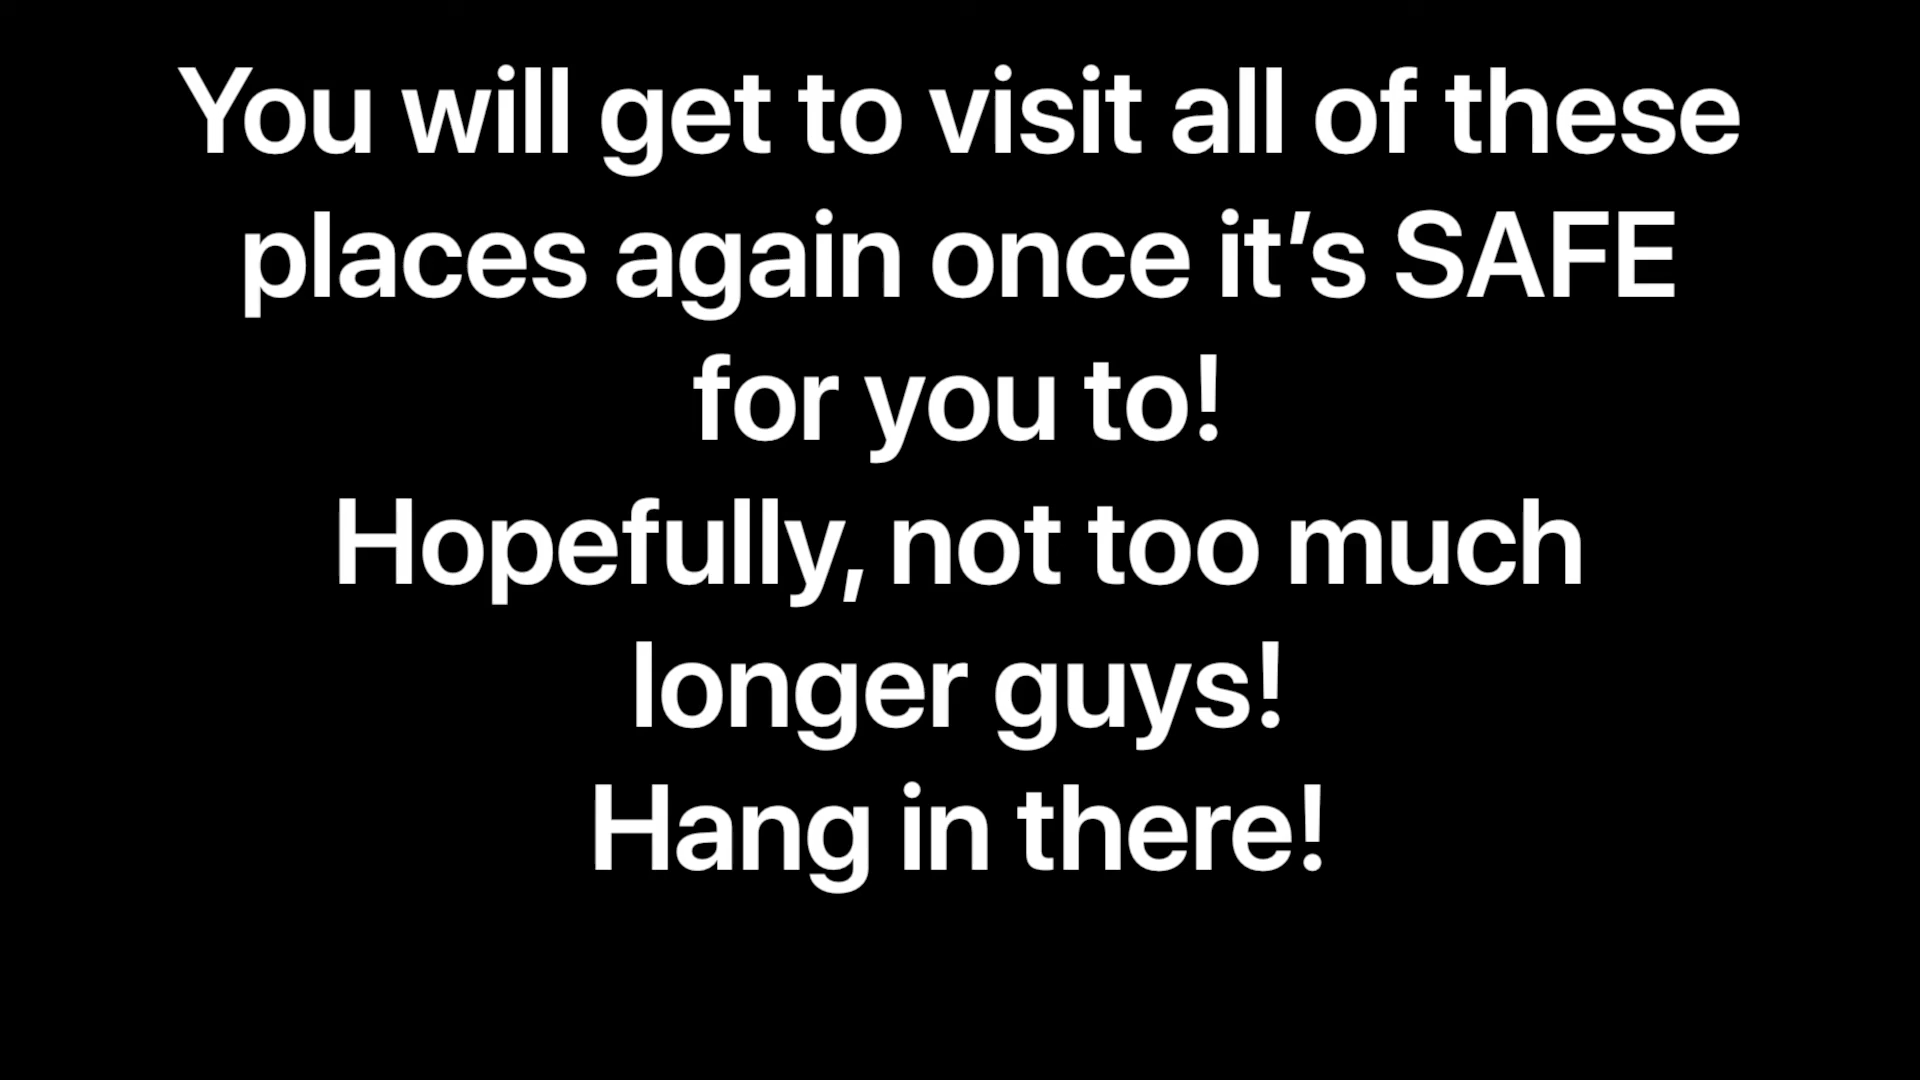 You will get to visit all of these
places again once it’s SAFE
for you to!
Hopefully, not too much
longer guys!
Hang in there!